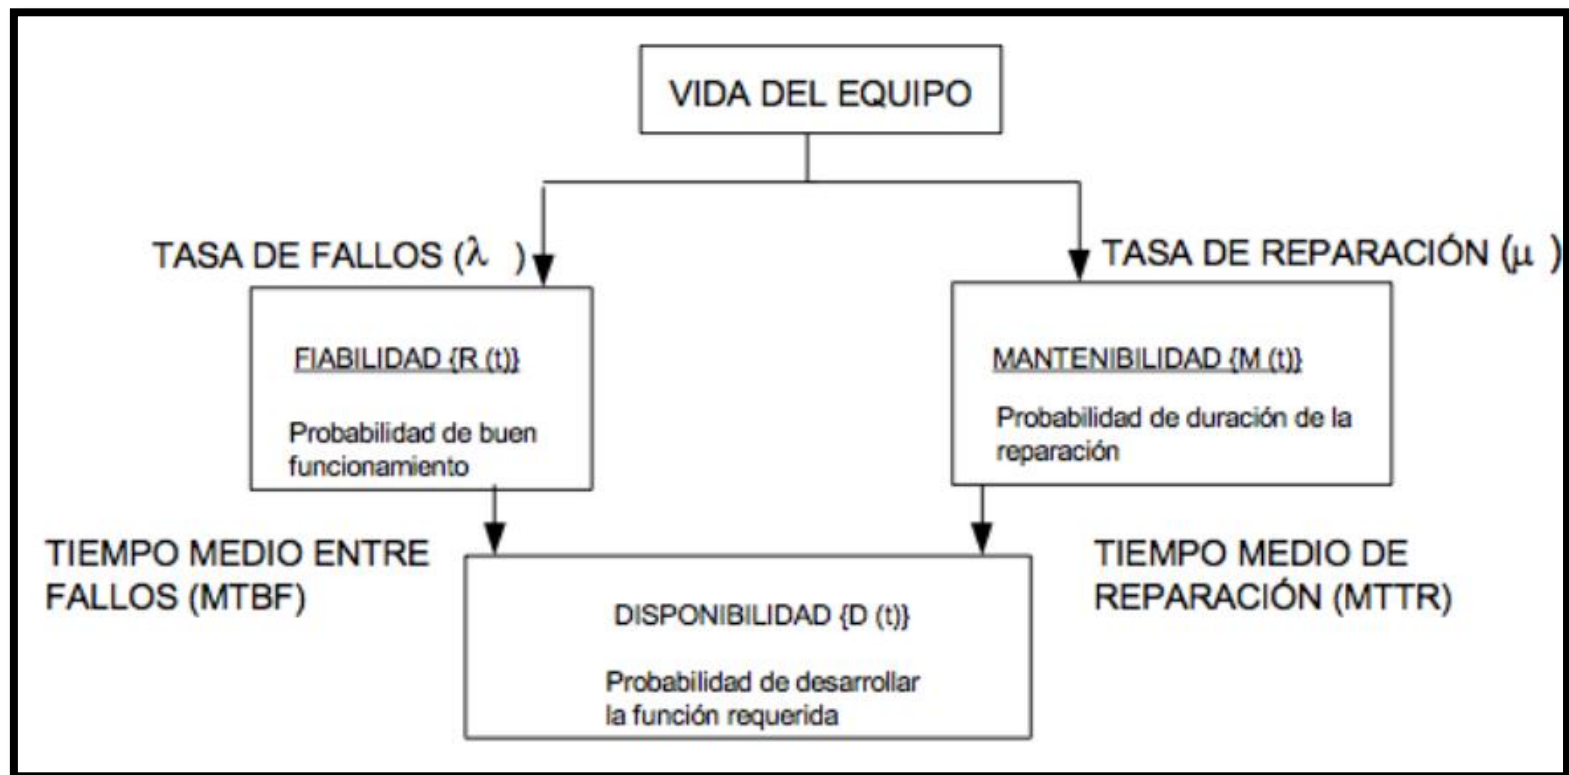 VIDA DEL EQUIPO
TASA DE FALLOS (λ )
TASA DE REPARACIÓN (μ )
FIABILIDAD {R (t)}
Probabilidad de buen
funcionamiento
MANTENIBILIDAD {M (t)}
Probabilidad de duración de la
reparación
TIEMPO MEDIO ENTRE
FALLOS (MTBF)
TIEMPO MEDIO DE
REPARACIÓN (MTTR)
DISPONIBILIDAD {D (t)}
Probabilidad de desarrollar
la función requerida